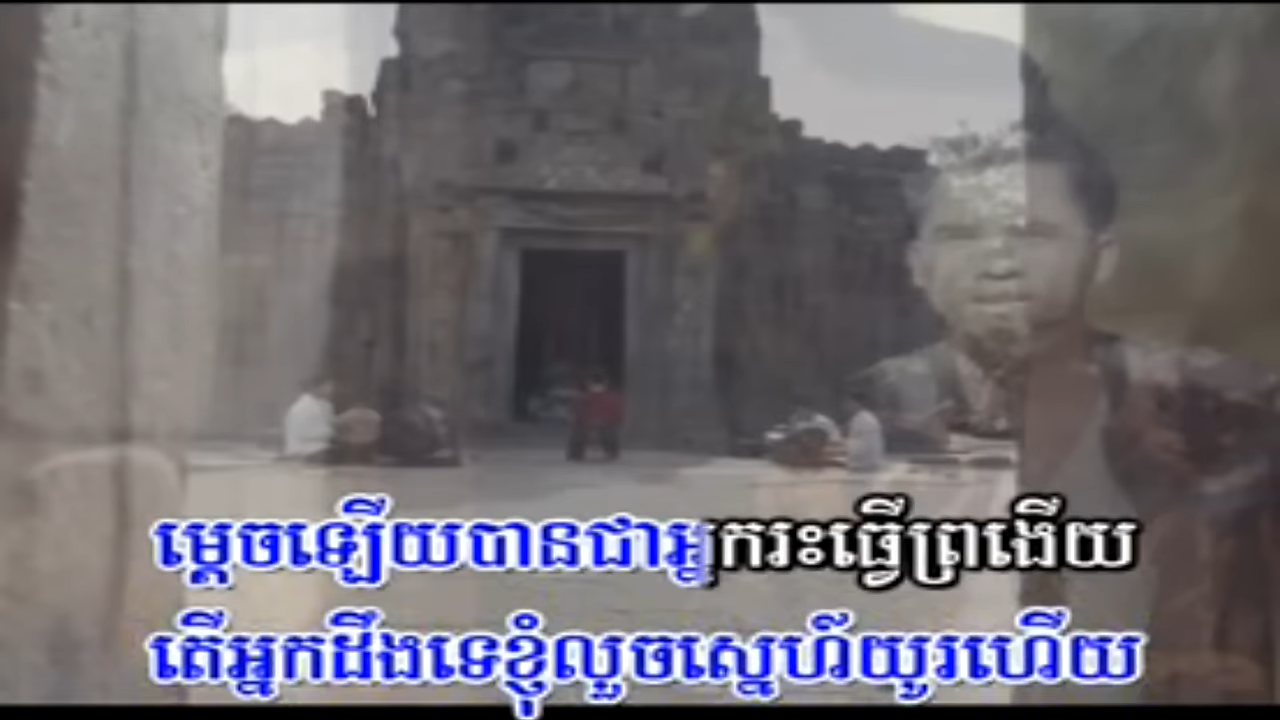 ម្ដេចឡើយបានជាអ្នករះធ្វើព្រងើយ
តើអ្នកដឹងទេខ្ញុំលួចស្នេហ៍យូរហើយ